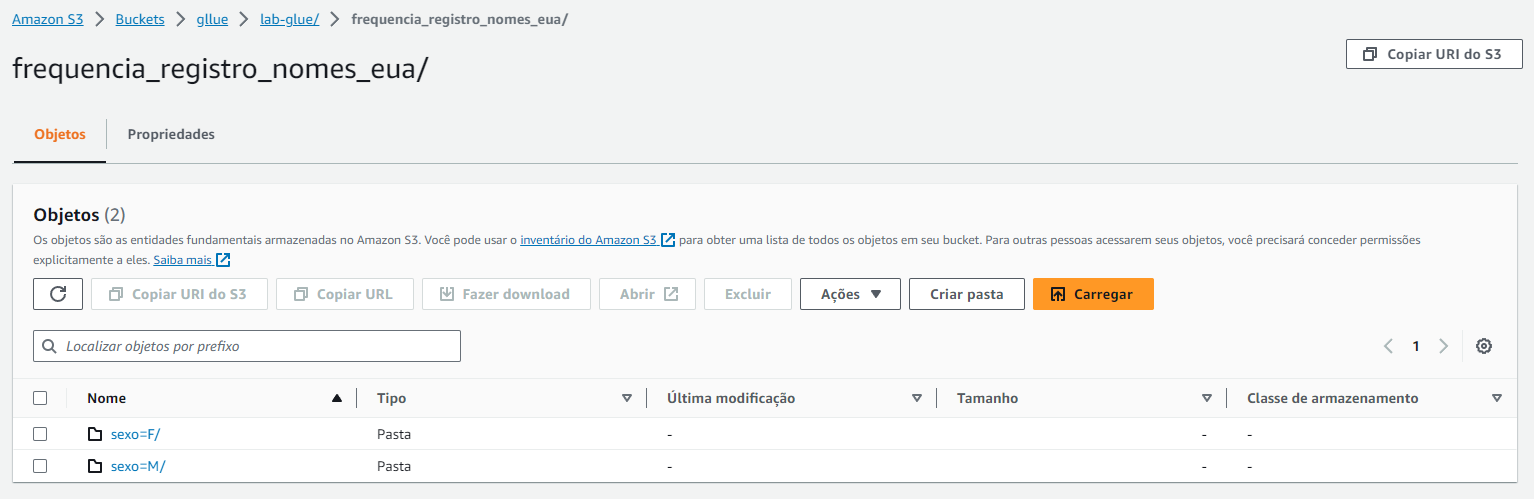 Amazon S3 > Buckets > gllue > lab-glue/ > frequencia_registro_nomes_eua/
frequencia_registro_nomes_eua/
Copiar URI do S3
Objetos Propriedades
Objetos (2)
Os objetos são as entidades fundamentais armazenadas no Amazon S3. Você pode usar o inventário do Amazon S3 para obter uma lista de todos os objetos em seu bucket. Para outras pessoas acessarem seus objetos, você precisará conceder permissões
explicitamente a eles. Saiba mais
Copiar URI do S3 Copiar URL Fazer download Abrir Excluir Ações Criar pasta Carregar
Localizar objetos por prefixo 1
Nome Tipo Última modificação Tamanho Classe de armazenamento
sexo=F/ Pasta - - -
sexo=M/ Pasta - - -